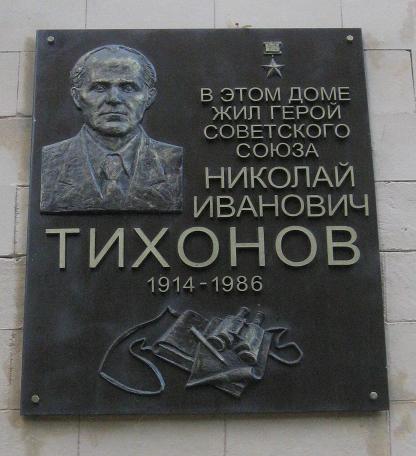 В ЭТОМ ДОМЕ
ЖИЛ ГЕРОЙ
СОВЕТСКОГО
СОЮЗА
НИКОЛАЙ
ИВАНОВИЧ
ТИХОНОВ
1914-1986